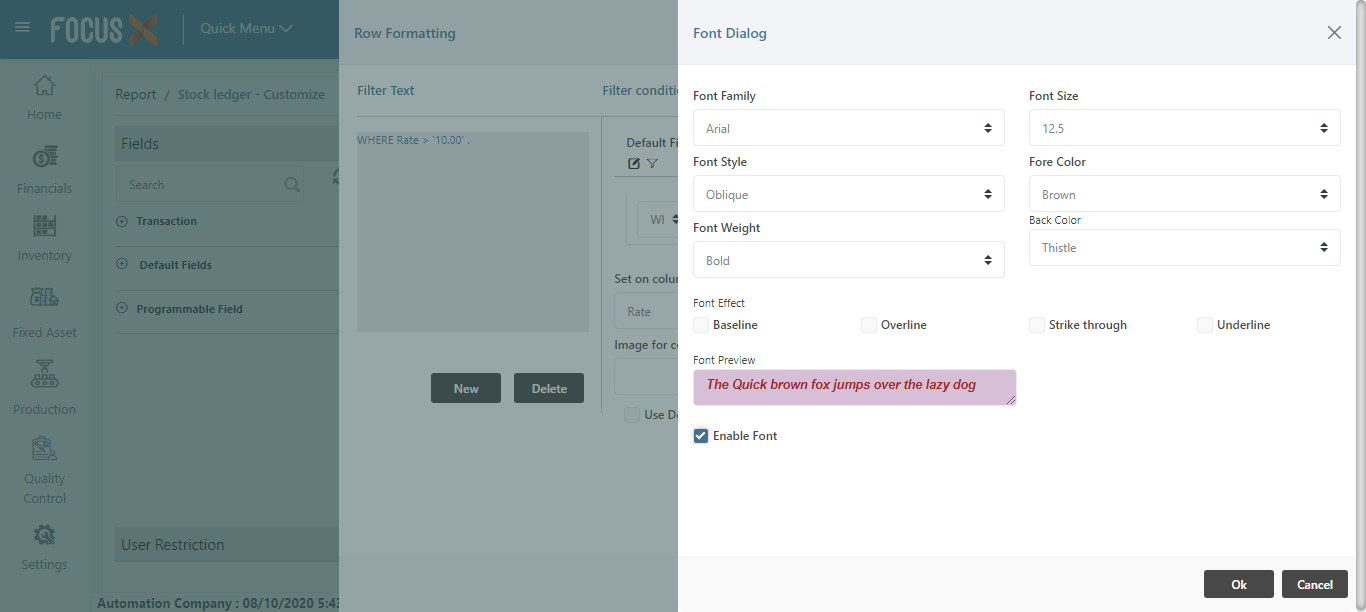 FOCUS X
Quick Menu
Home
Financials
Inventory
Fixed Asset
Production
Quality
Control
Settings
Report / Stock ledger - Customize
Fields
Search
Transaction
Default Fields
Programmable Field
User Restriction
Automation Company : 08/10/2020 5:43
Row Formatting
Filter Text
WHERE Rate > '10.00' ,
New
Delete
Filter conditi
Default Fi
WI
Set on colu
Rate
Image for c
Use D
Font Dialog
Font Family
Arial
Font Size
12.5
Font Style
Oblique
Fore Color
Brown
Font Weight
Bold
Back Color
Thistle
Font Effect
Baseline
Overline
Strike through
Underline
Font Preview
The Quick brown fox jumps over the lazy dog
Enable Font
Ok
Cancel